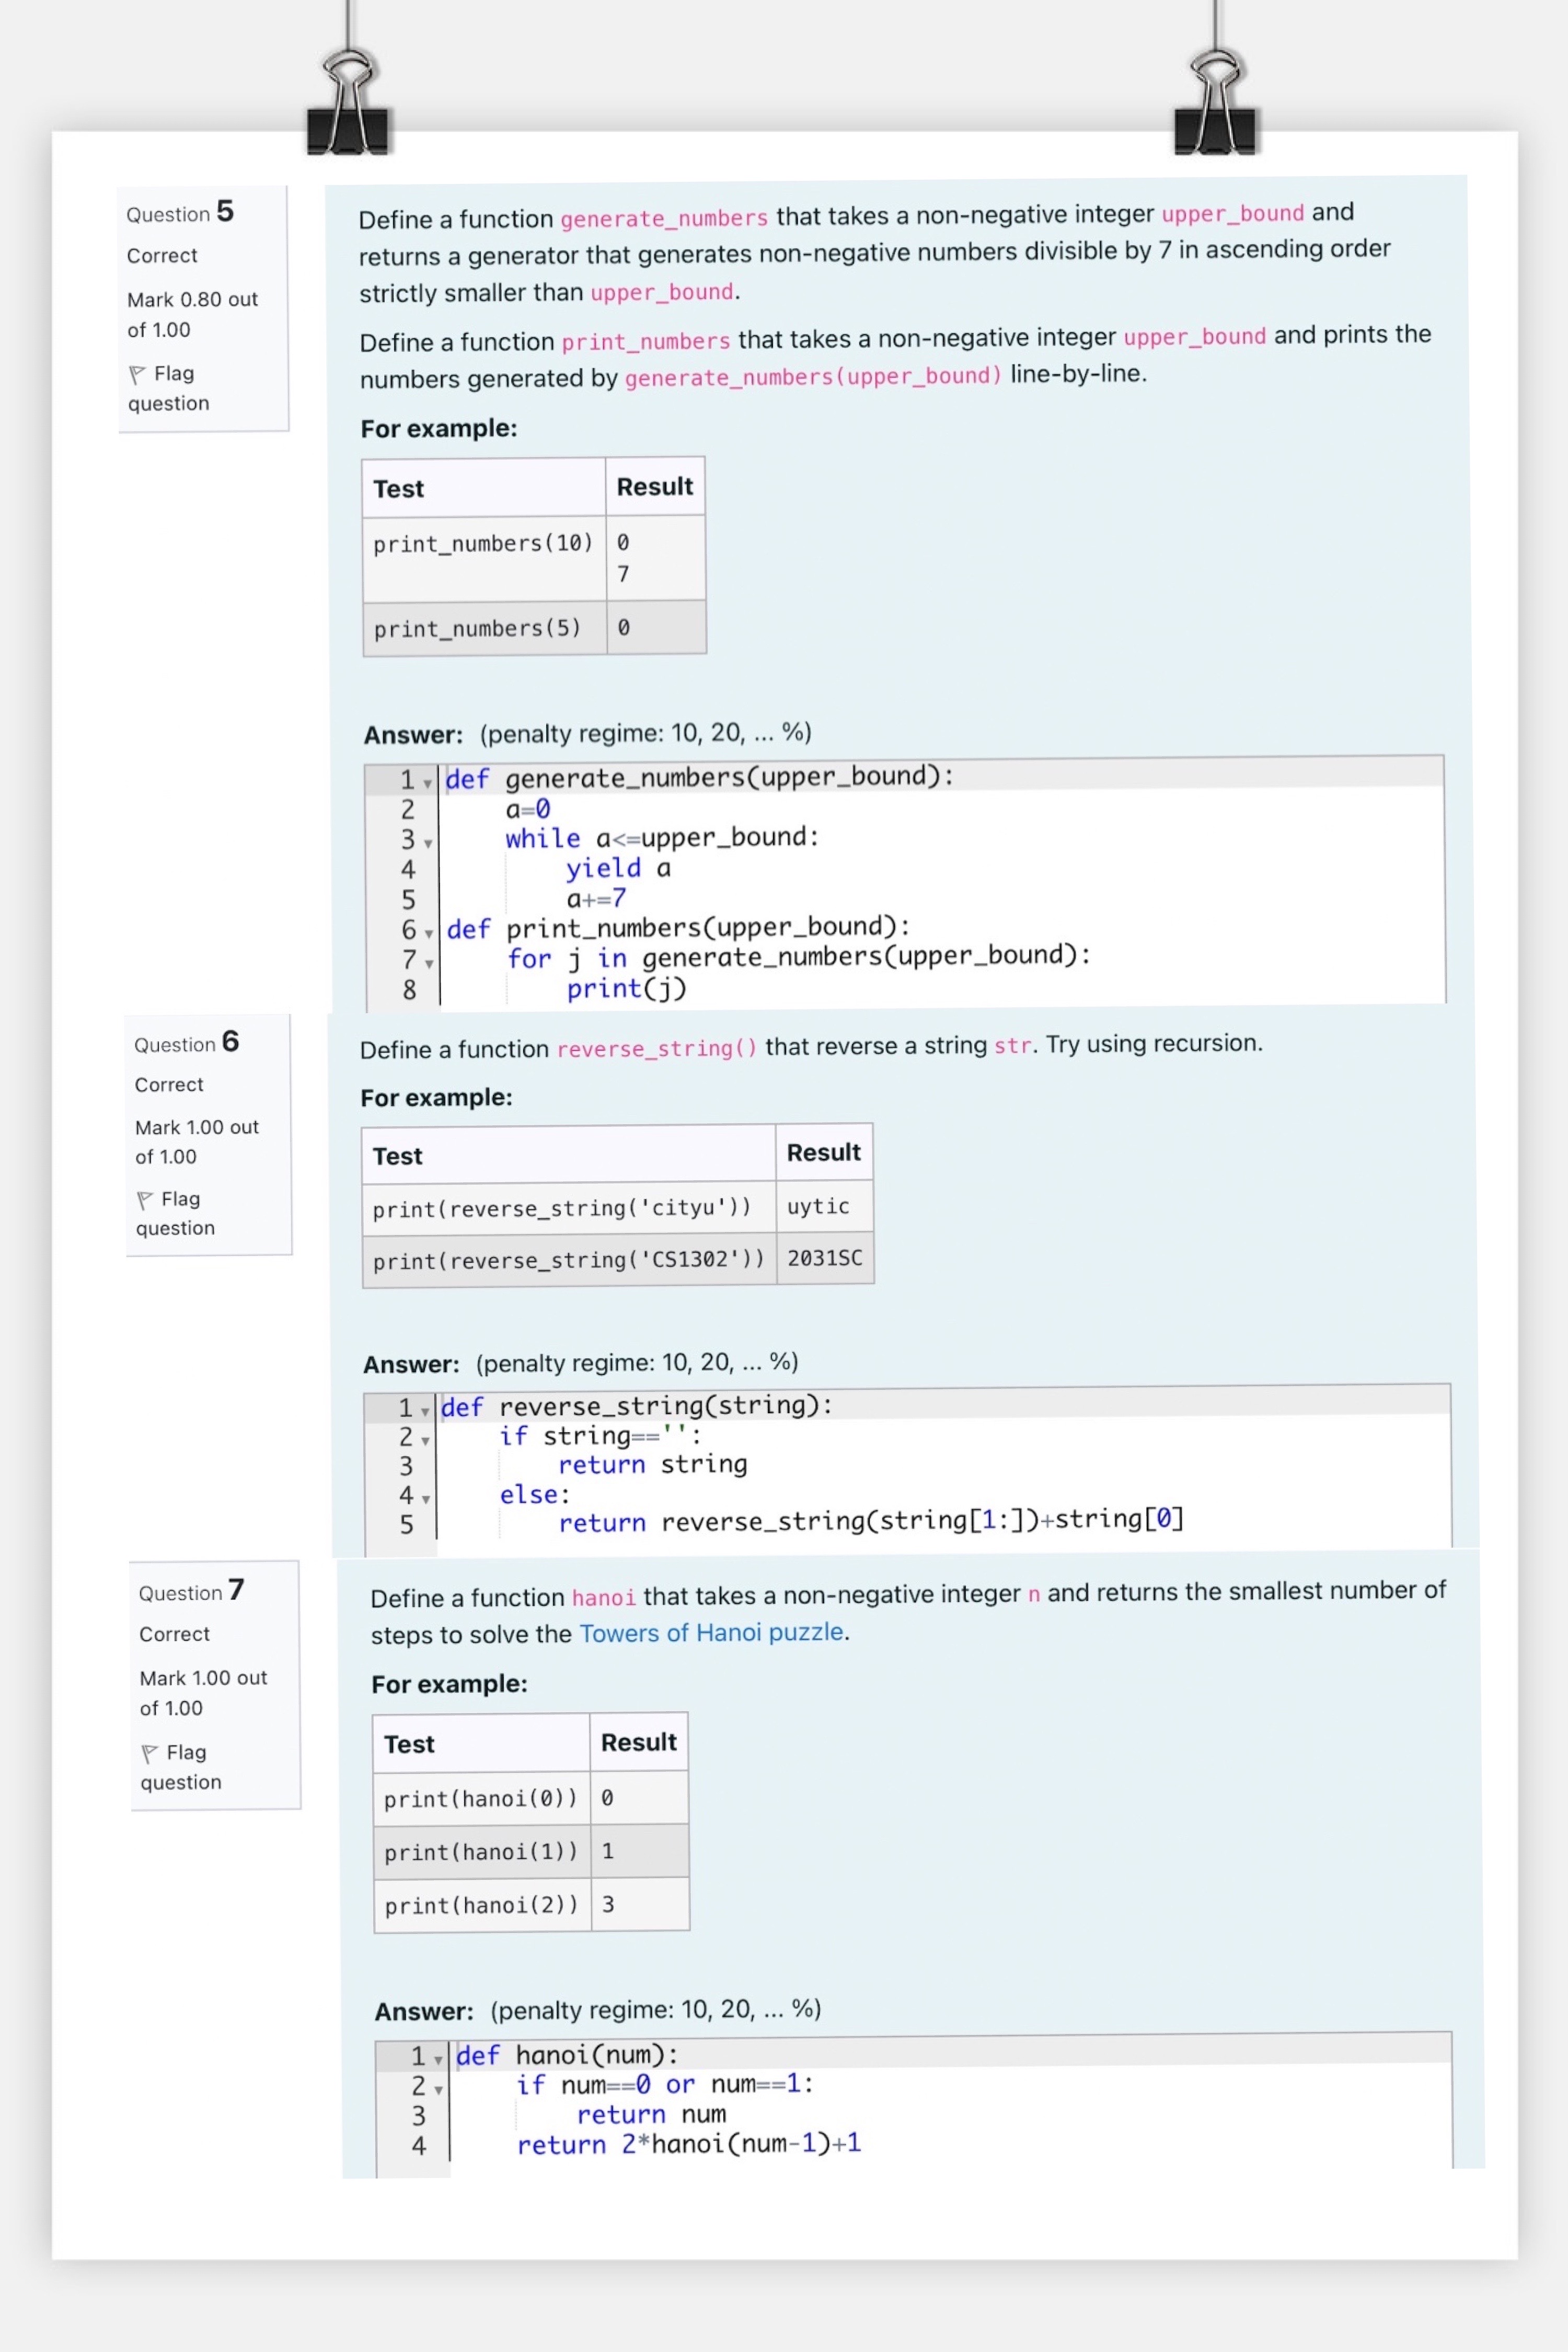 Question 5
Correct
Mark 0.80 out
of 1.00
Flag
question
Define a function generate_numbers that takes a non-negative integer upper_bound and
returns a generator that generates non-negative numbers divisible by 7 in ascending order
strictly smaller than upper_bound.
Define a function print_numbers that takes a non-negative integer upper_bound and prints the
numbers generated by generate_numbers(upper_bound) line-by-line.
For example:
Test Result
print_numbers(10) 0
7
print_numbers(5) 0
Answer: (penalty regime: 10, 20, ... %)
1 def generate_numbers(upper_bound):
2 a=0
3 while a<=upper_bound:
4 yield a
5 a+=7
6 def print_numbers(upper_bound):
7 for j in generate_numbers(upper_bound):
8 print(j)
Question 6
Correct
Mark 1.00 out
of 1.00
Flag
question
Define a function reverse_string() that reverse a string str. Try using recursion.
For example:
Test Result
print(reverse_string('cityu')) uytic
print(reverse_string('CS1302')) 2031SC
Answer: (penalty regime: 10, 20, ... %)
1 def reverse_string(string):
2 if string=='':
3 return string
4 else:
5 return reverse_string(string[1:])+string[0]
Question 7
Correct
Mark 1.00 out
of 1.00
Flag
question
Define a function hanoi that takes a non-negative integer n and returns the smallest number of
steps to solve the Towers of Hanoi puzzle.
For example:
Test Result
print(hanoi(0)) 0
print(hanoi(1)) 1
print(hanoi(2)) 3
Answer: (penalty regime: 10, 20, ... %)
1 def hanoi(num):
2 if num==0 or num==1:
3 return num
4 return 2*hanoi(num-1)+1